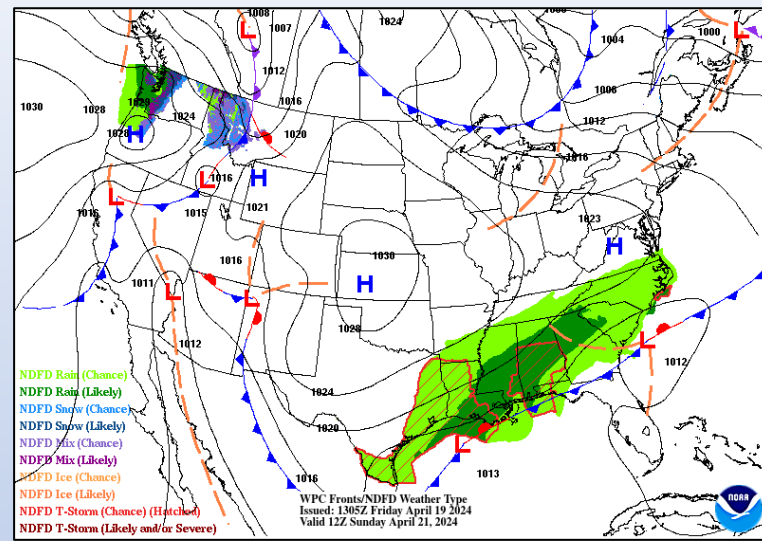 1008
1007
1012
1016
1020
1024
1000
1004
1006
1012
1016
1030
1028
1029
1028
H
1024
L
L
1016
L
H
1016
1015
1021
1016
1011
L
L
1012
1030
H
1028
1023
H
L
1012
1024
1020
1016
L
1013
L
NDFD Rain (Chance)
NDFD Rain (Likely)
NDFD Snow (Chance)
NDFD Snow (Likely)
NDFD Mix (Chance)
NDFD Mix (Likely)
NDFD Ice (Chance)
NDFD Ice (Likely)
NDFD T-Storm (Chance) (Hatched)
NDFD T-Storm (Likely and/or Severe)
WPC Fronts/NDFD Weather Type
Issued: 1305Z Friday April 19 2024
Valid 12Z Sunday April 21, 2024
NOAA